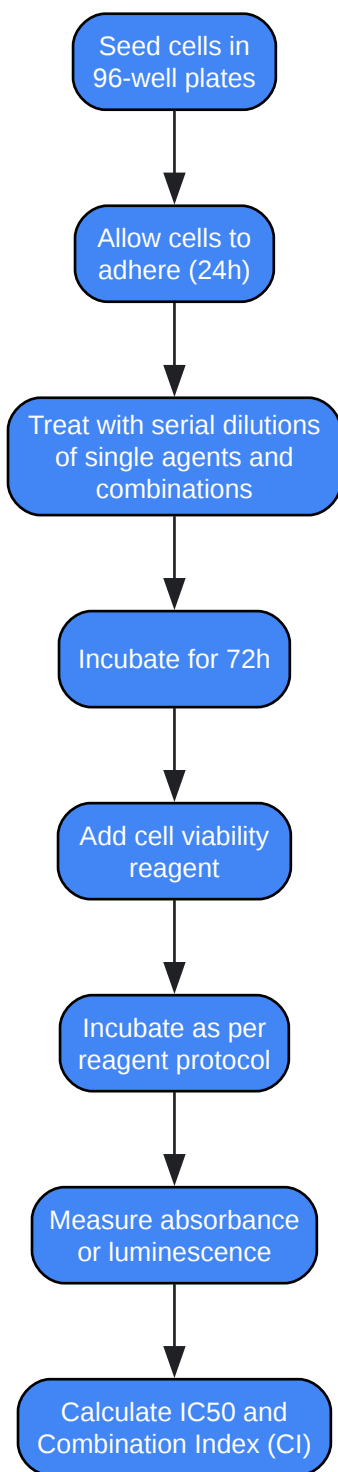 Seed cells in
96-well plates
Allow cells to
adhere (24h)
Treat with serial dilutions
of single agents and
combinations
Incubate for 72h
Add cell viability
reagent
Incubate as per
reagent protocol
Measure absorbance
or luminescence
Calculate IC50 and
Combination Index (CI)